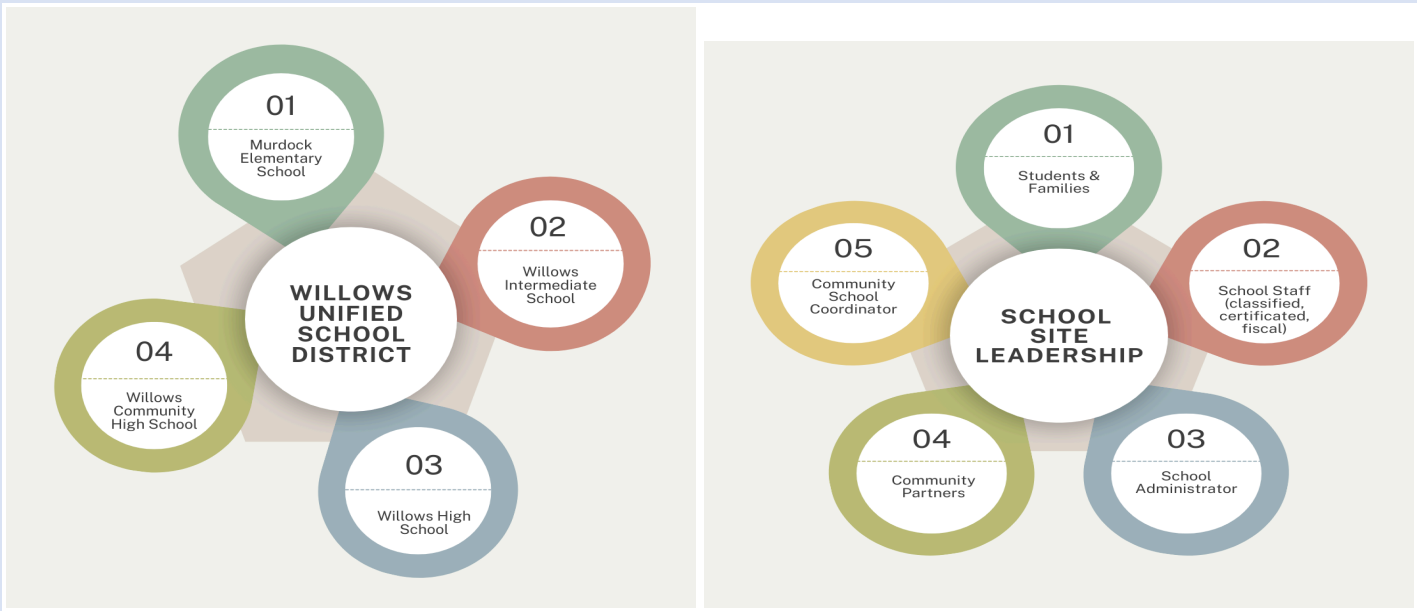 01
Murdock
Elementary
School
02
Willows
Intermediate
School
WILLOWS
UNIFIED
SCHOOL
DISTRICT
04
Willows
Community
High School
03
Willows High
School
01
Students &
Families
05
Community
School
Coordinator
02
School Staff
(classified,
certificated,
fiscal)
SCHOOL
SITE
LEADERSHIP
04
Community
Partners
03
School
Administrator